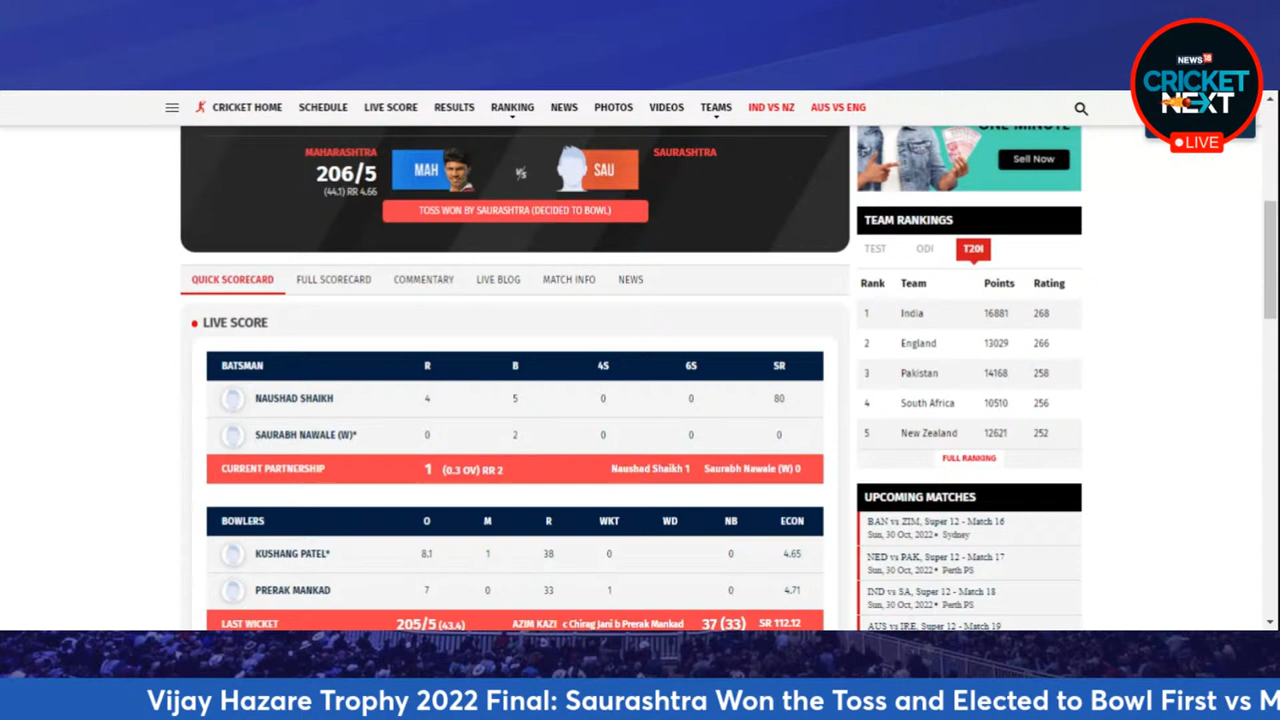 NEWS18
CRICKET
NEXT
LIVE
CRICKET HOME SCHEDULE LIVE SCORE RESULTS RANKING NEWS PHOTOS VIDEOS TEAMS IND VS NZ AUS VS ENG
ONE MINUTE
Sell Now
MAHARASHTRA
206/5
(44.1) RR 4.66
MAH V/S SAU
SAURASHTRA
TOSS WON BY SAURASHTRA (DECIDED TO BOWL)
QUICK SCORECARD FULL SCORECARD COMMENTARY LIVE BLOG MATCH INFO NEWS
LIVE SCORE
BATSMAN R B 4S 6S SR
NAUSHAD SHAIKH 4 5 0 0 80
SAURABH NAWALE (W)* 0 2 0 0 0
CURRENT PARTNERSHIP 1 (0.3 OV) RR 2 Naushad Shaikh 1 Saurabh Nawale (W) 0
BOWLERS O M R WKT WD NB ECON
KUSHANG PATEL* 8.1 1 38 0 0 4.65
PRERAK MANKAD 7 0 33 1 0 4.71
LAST WICKET 205/5 (43.4) AZIM KAZI c Chirag Jani b Prerak Mankad 37 (33) SR 112.12
TEAM RANKINGS
TEST ODI T20I
Rank Team Points Rating
1 India 16881 268
2 England 13029 266
3 Pakistan 14168 258
4 South Africa 10510 256
5 New Zealand 12621 252
FULL RANKING
UPCOMING MATCHES
BAN vs ZIM, Super 12 - Match 16
Sun, 30 Oct, 2022• Sydney
NED vs PAK, Super 12 - Match 17
Sun, 30 Oct, 2022• Perth PS
IND vs SA, Super 12 - Match 18
Sun, 30 Oct, 2022• Perth PS
AUS vs IRE, Super 12 - Match 19
Vijay Hazare Trophy 2022 Final: Saurashtra Won the Toss and Elected to Bowl First vs M